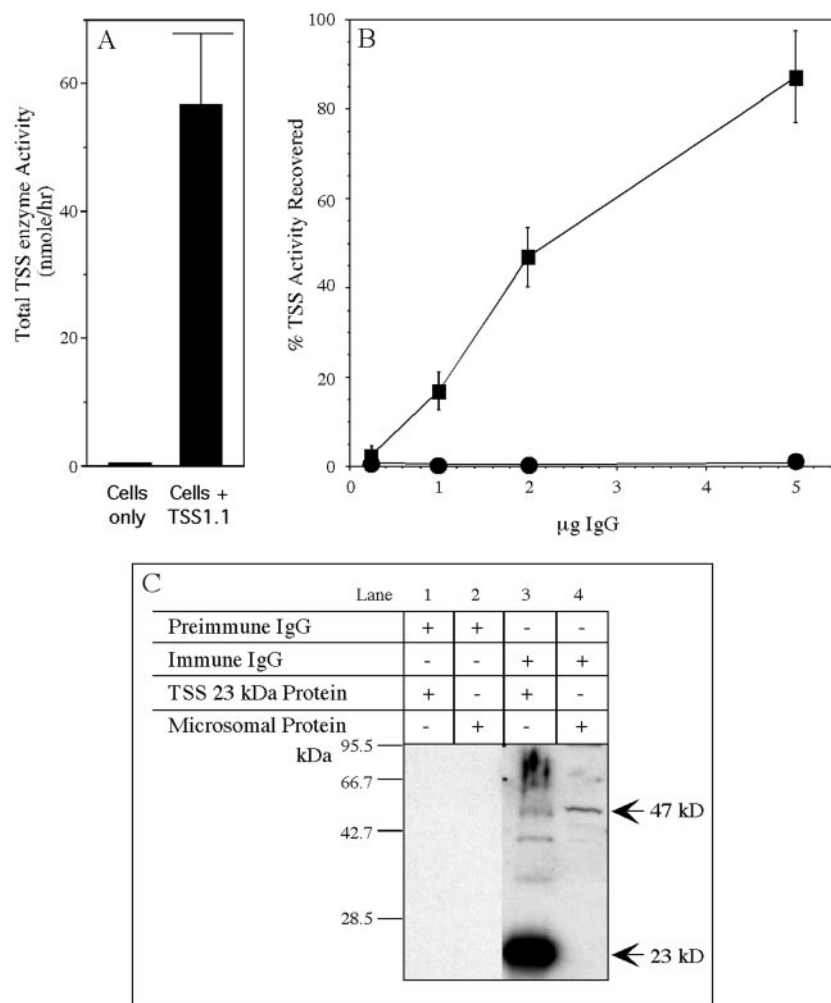 A
Total TSS enzyme Activity
(nmole/hr)
60
40
20
0
Cells only
Cells + TSS1.1
B
% TSS Activity Recovered
100
80
60
40
20
0
0 1 2 3 4 5
µg IgG
C
Lane 1 2 3 4
Preimmune IgG + + - -
Immune IgG - - + +
TSS 23 kDa Protein + - + -
Microsomal Protein - + - +
kDa
95.5
66.7
42.7
28.5
47 kD
23 kD